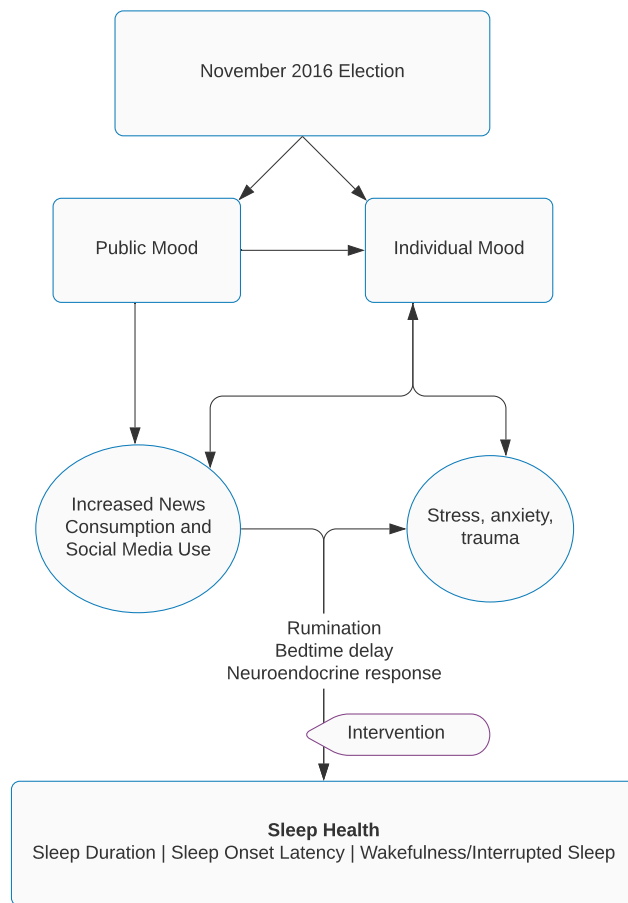 November 2016 Election
Public Mood
Individual Mood
Increased News
Consumption and
Social Media Use
Stress, anxiety,
trauma
Rumination
Bedtime delay
Neuroendocrine response
Intervention
Sleep Health
Sleep Duration | Sleep Onset Latency | Wakefulness/Interrupted Sleep